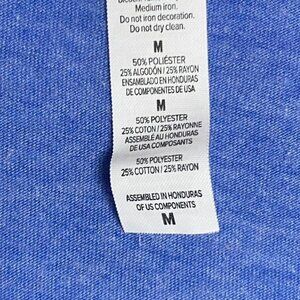 Medium iron.
Do not iron decoration.
Do not dry clean.
M
50% POLIÉSTER
25% ALGODÓN / 25% RAYON
ENSAMBLADO EN HONDURAS
DE COMPONENTES DE USA
M
50% POLYESTER
25% COTON / 25% RAYONNE
ASSEMBLÉ AU HONDURAS
DE USA COMPOSANTS
50% POLYESTER
25% COTTON / 25% RAYON
ASSEMBLED IN HONDURAS
OF US COMPONENTS
M